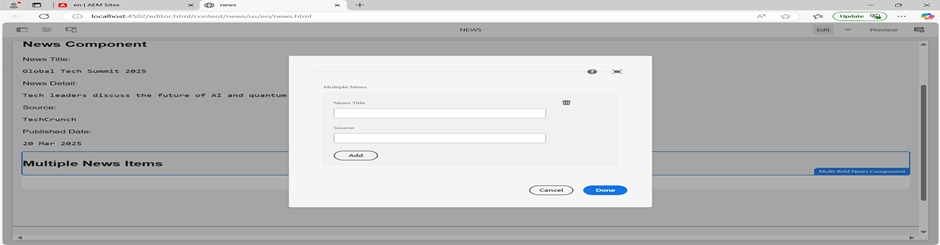 en | AEM Sites
news
localhost:4502/editor.html/content/news/us/en/news.html
Update
NEWS
Edit
Preview
News Component
News Title:
Global Tech Summit 2025
News Detail:
Tech leaders discuss the future of AI and quantum
Source:
TechCrunch
Published Date:
20 Mar 2025
Multiple News Items
Multi-field News Component
Multiple News
News Title
Source
Add
Cancel
Done